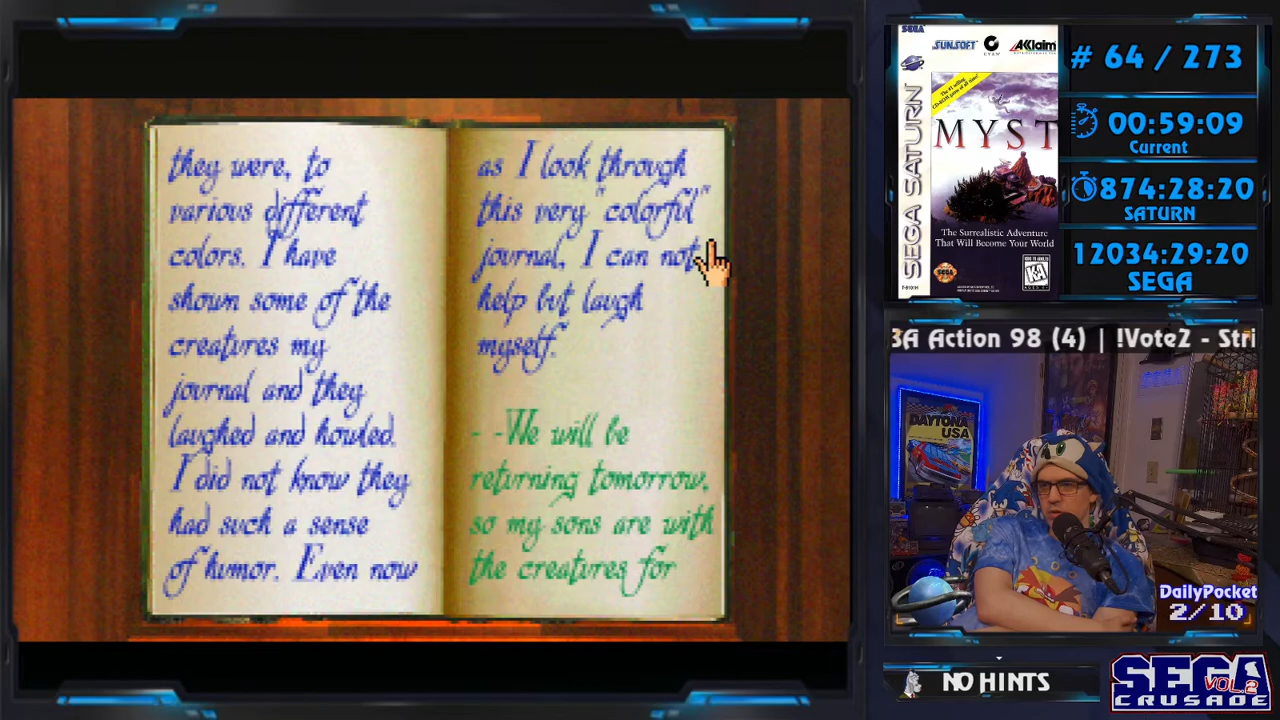 they were, to
various different
colors. I have
shown some of the
creatures my
journal and they
laughed and howled.
I did not know they
had such a sense
of humor. Even now
as I look through
this very "colorful"
journal, I can not
help but laugh
myself.
- -We will be
returning tomorrow,
so my sons are with
the creatures for
SEGA
SUNSOFT
CYAN
AKklaim
MYST
The Surrealistic Adventure
That Will Become Your World
SEGA SATURN
K-A
# 64 / 273
00:59:09
Current
874:28:20
SATURN
12034:29:20
SEGA
3A Action 98 (4) | !Vote2 - Stri
DAYTONA
USA
DailyPocket
2/10
NO HINTS
SEGA
VOL.2
CRUSADE